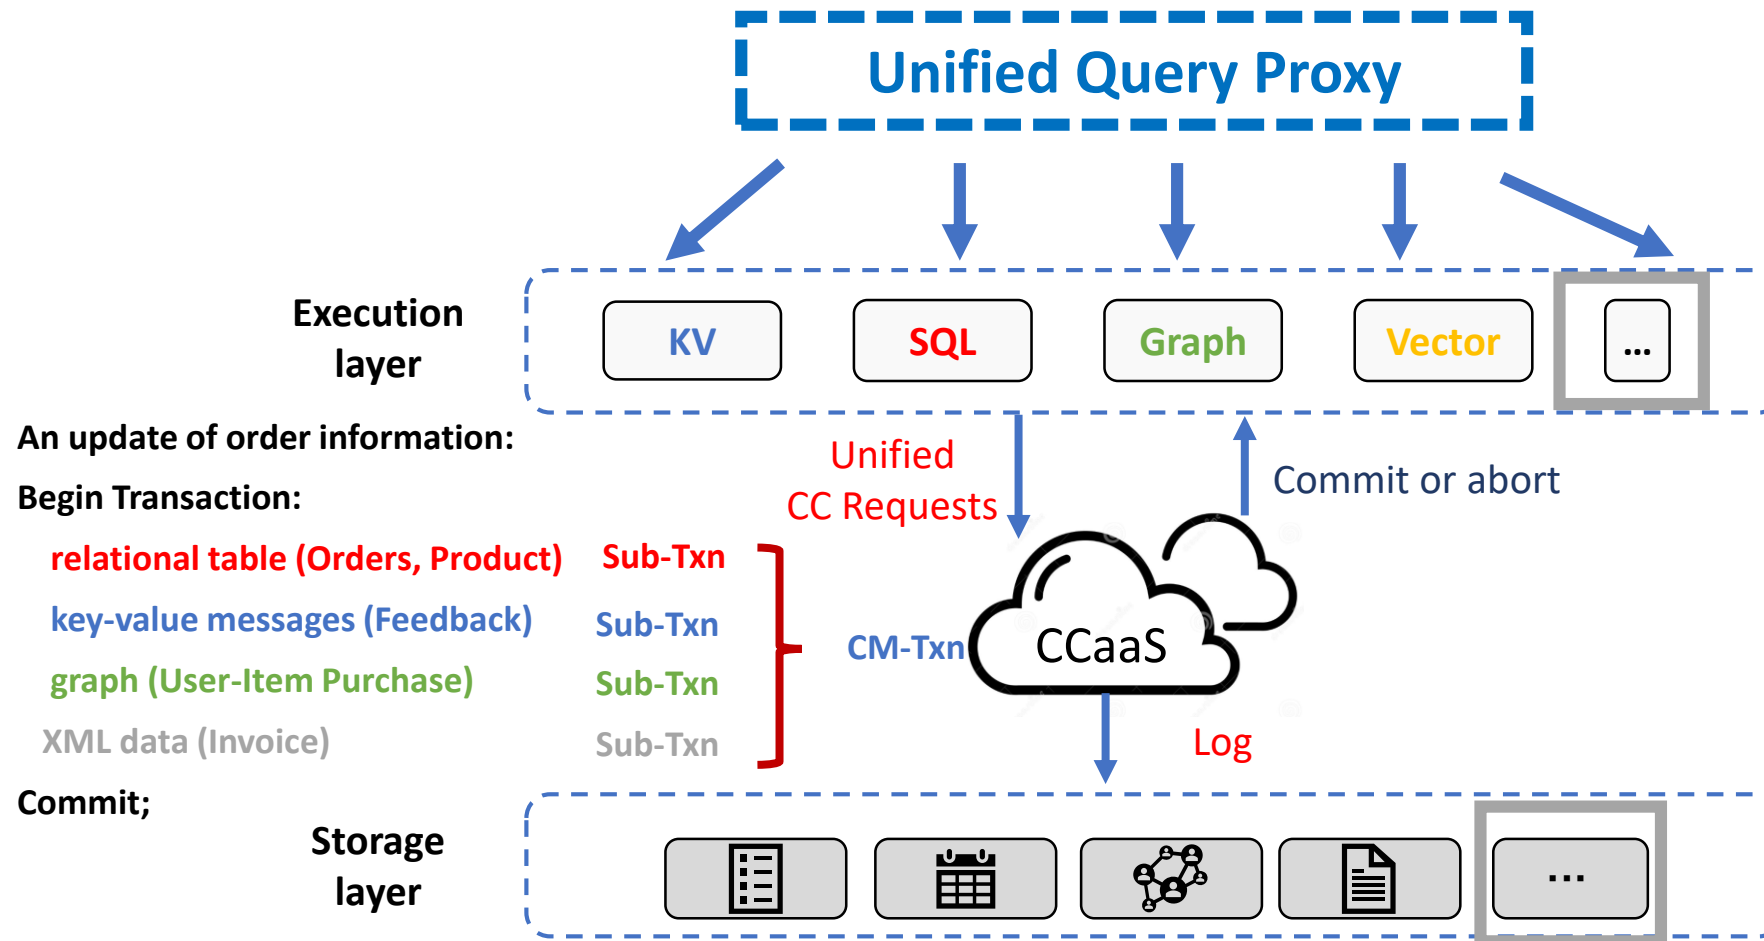 Unified Query Proxy
Execution
layer
KV
SQL
Graph
Vector
...
An update of order information:
Begin Transaction:
relational table (Orders, Product)
Sub-Txn
key-value messages (Feedback)
Sub-Txn
graph (User-Item Purchase)
Sub-Txn
XML data (Invoice)
Sub-Txn
Commit;
Unified
CC Requests
Commit or abort
CM-Txn
CCaaS
Log
Storage
layer
...